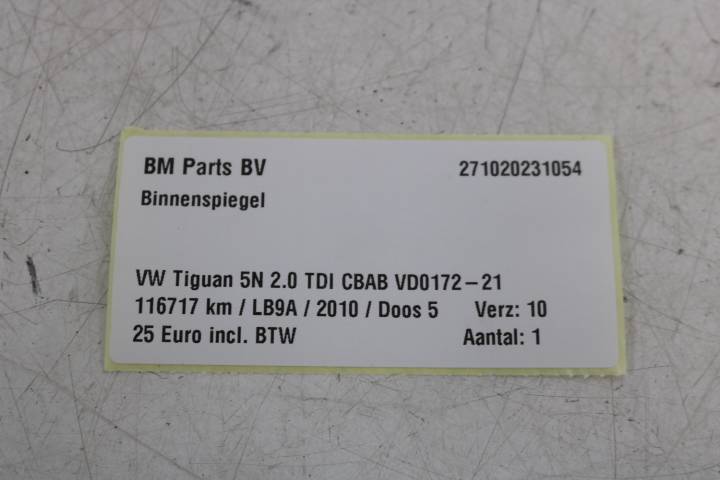 BM Parts BV 271020231054
Binnenspiegel
VW Tiguan 5N 2.0 TDI CBAB VD0172-21
116717 km / LB9A / 2010 / Doos 5 Verz: 10
25 Euro incl. BTW Aantal: 1